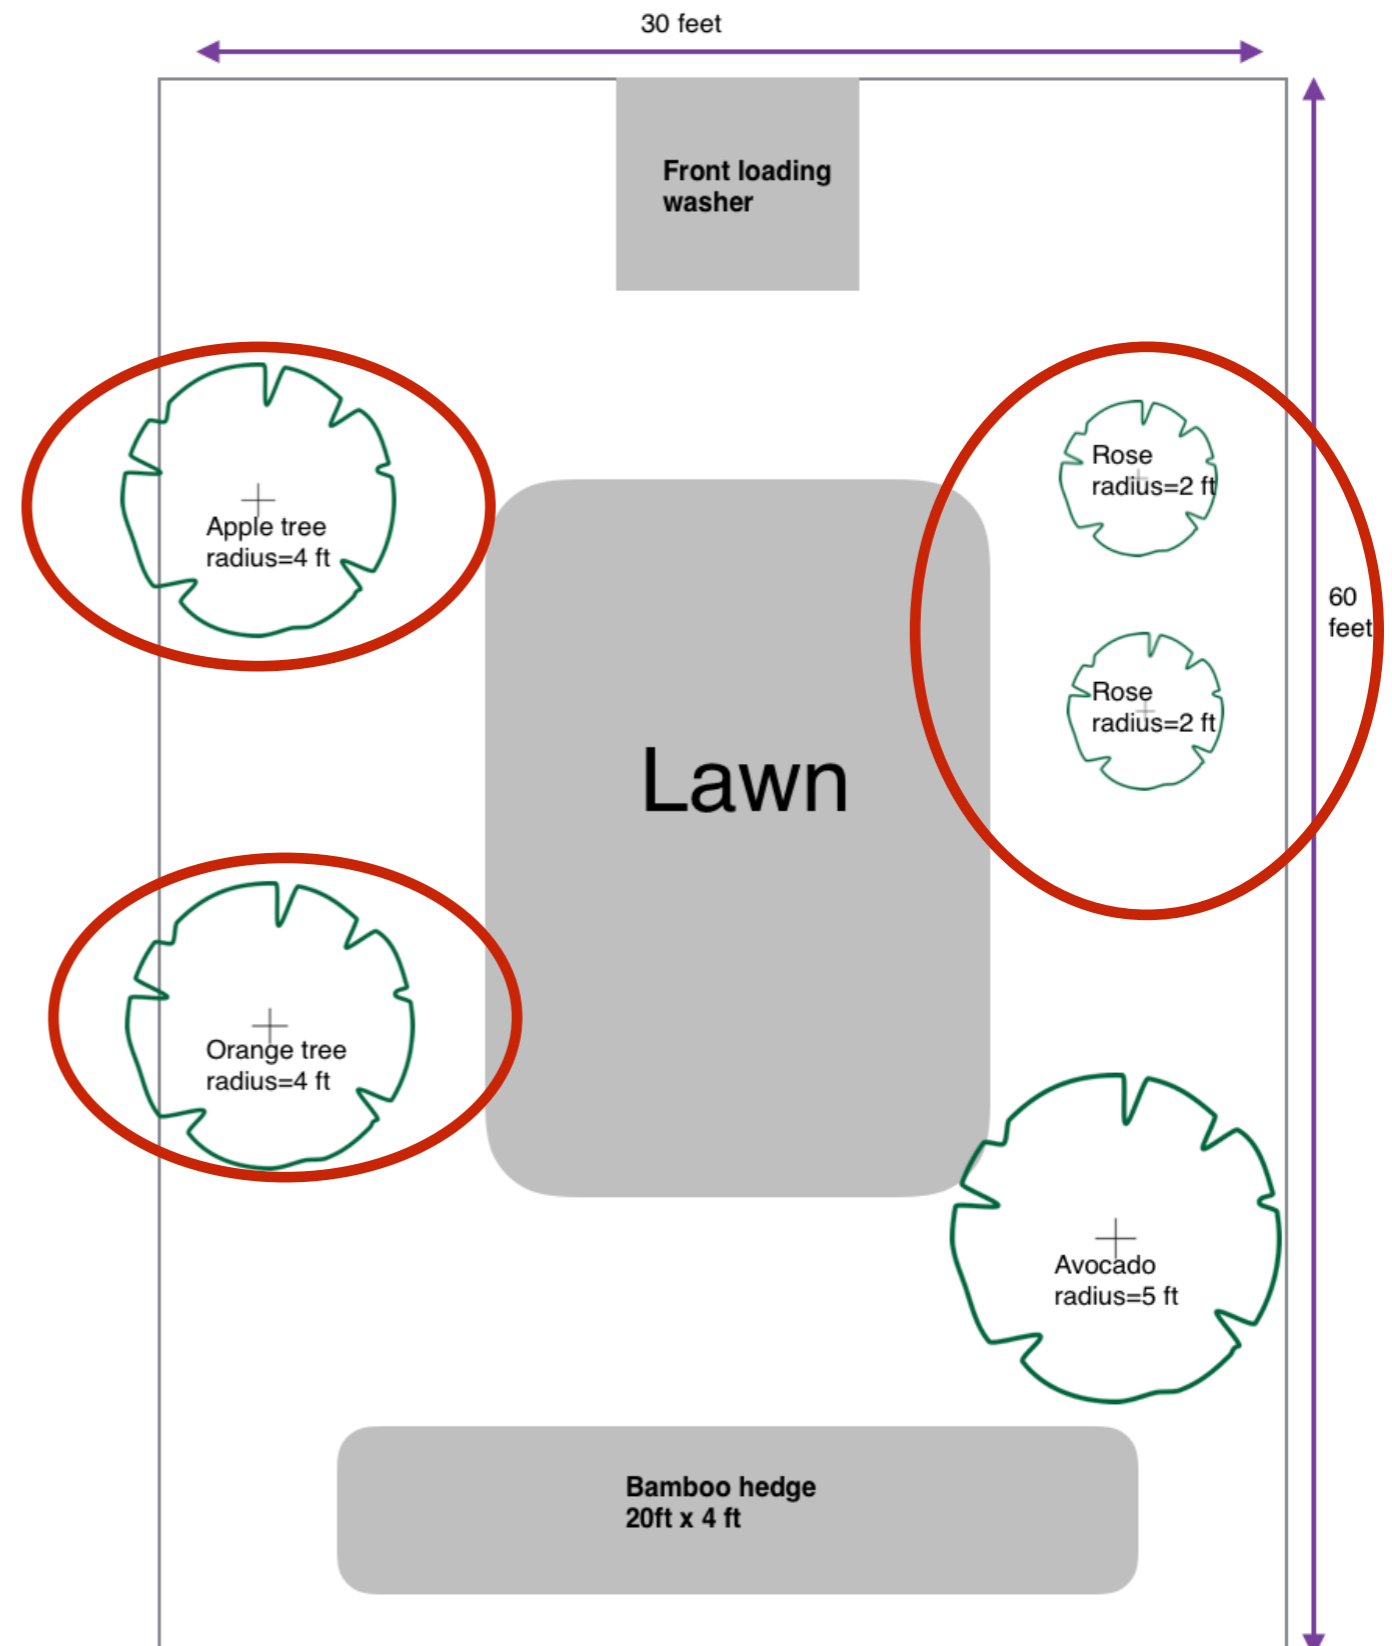 30 feet
Front loading
washer
Rose
radius=2 ft
Apple tree
radius=4 ft
60
feet
Rose
radius=2 ft
Lawn
Orange tree
radius=4 ft
Avocado
radius=5 ft
Bamboo hedge
20ft x 4 ft